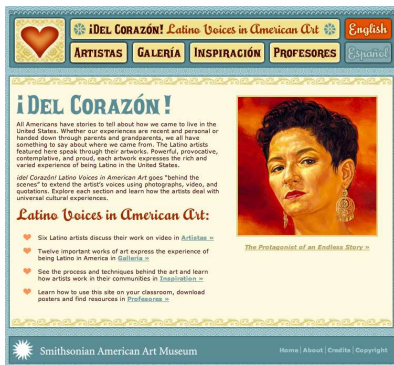 ¡DEL CORAZÓN! Latino Voices in American Art
English
ARTISTAS
GALERÍA
INSPIRACIÓN
PROFESORES
Español
¡DEL CORAZÓN!
All Americans have stories to tell about how we came to live in the
United States. Whether our experiences are recent and personal or
handed down through parents and grandparents, we all have
something to say about where we came from. The Latino artists
featured here speak through their artworks. Powerful, provocative,
contemplative, and proud, each artwork expresses the rich and
varied experience of being Latino in the United States.
¡del Corazón! Latino Voices in American Art goes "behind the
scenes" to extend the artist's voices using photographs, video, and
quotations. Explore each section and learn how the artists deal with
universal cultural experiences.
Latino Voices in American Art:
Six Latino artists discuss their work on video in Artistas »
Twelve important works of art express the experience of
being Latino in America in Galleria »
See the process and techniques behind the art and learn
how artists work in their communities in Inspiration »
Learn how to use this site on your classroom, download
posters and find resources in Profesores »
The Protagonist of an Endless Story »
Smithsonian American Art Museum
Home | About | Credits | Copyright